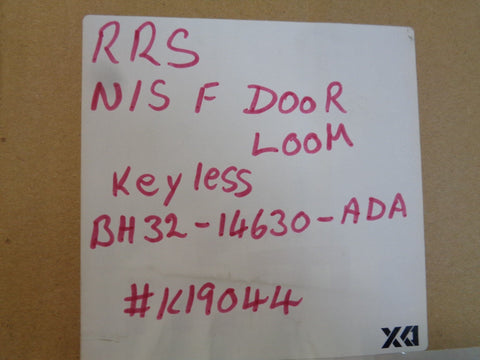 RRS
N/S F DOOR
LOOM
Keyless
BH32-14630-ADA
#K19044